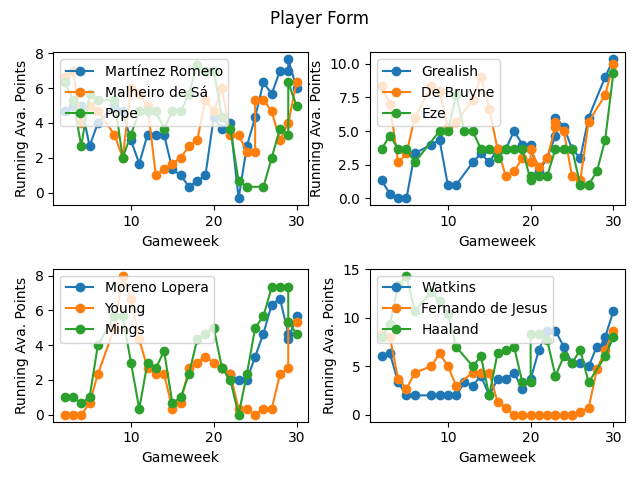 Player Form
Running Ava. Points
8
6
4
2
0
Martínez Romero
Malheiro de Sá
Pope
10
20
30
Gameweek
Running Ava. Points
10.0
7.5
5.0
2.5
0.0
Grealish
De Bruyne
Eze
10
20
30
Gameweek
Running Ava. Points
8
6
4
2
0
Moreno Lopera
Young
Mings
10
20
30
Gameweek
Running Ava. Points
15
10
5
0
Watkins
Fernando de Jesus
Haaland
10
20
30
Gameweek